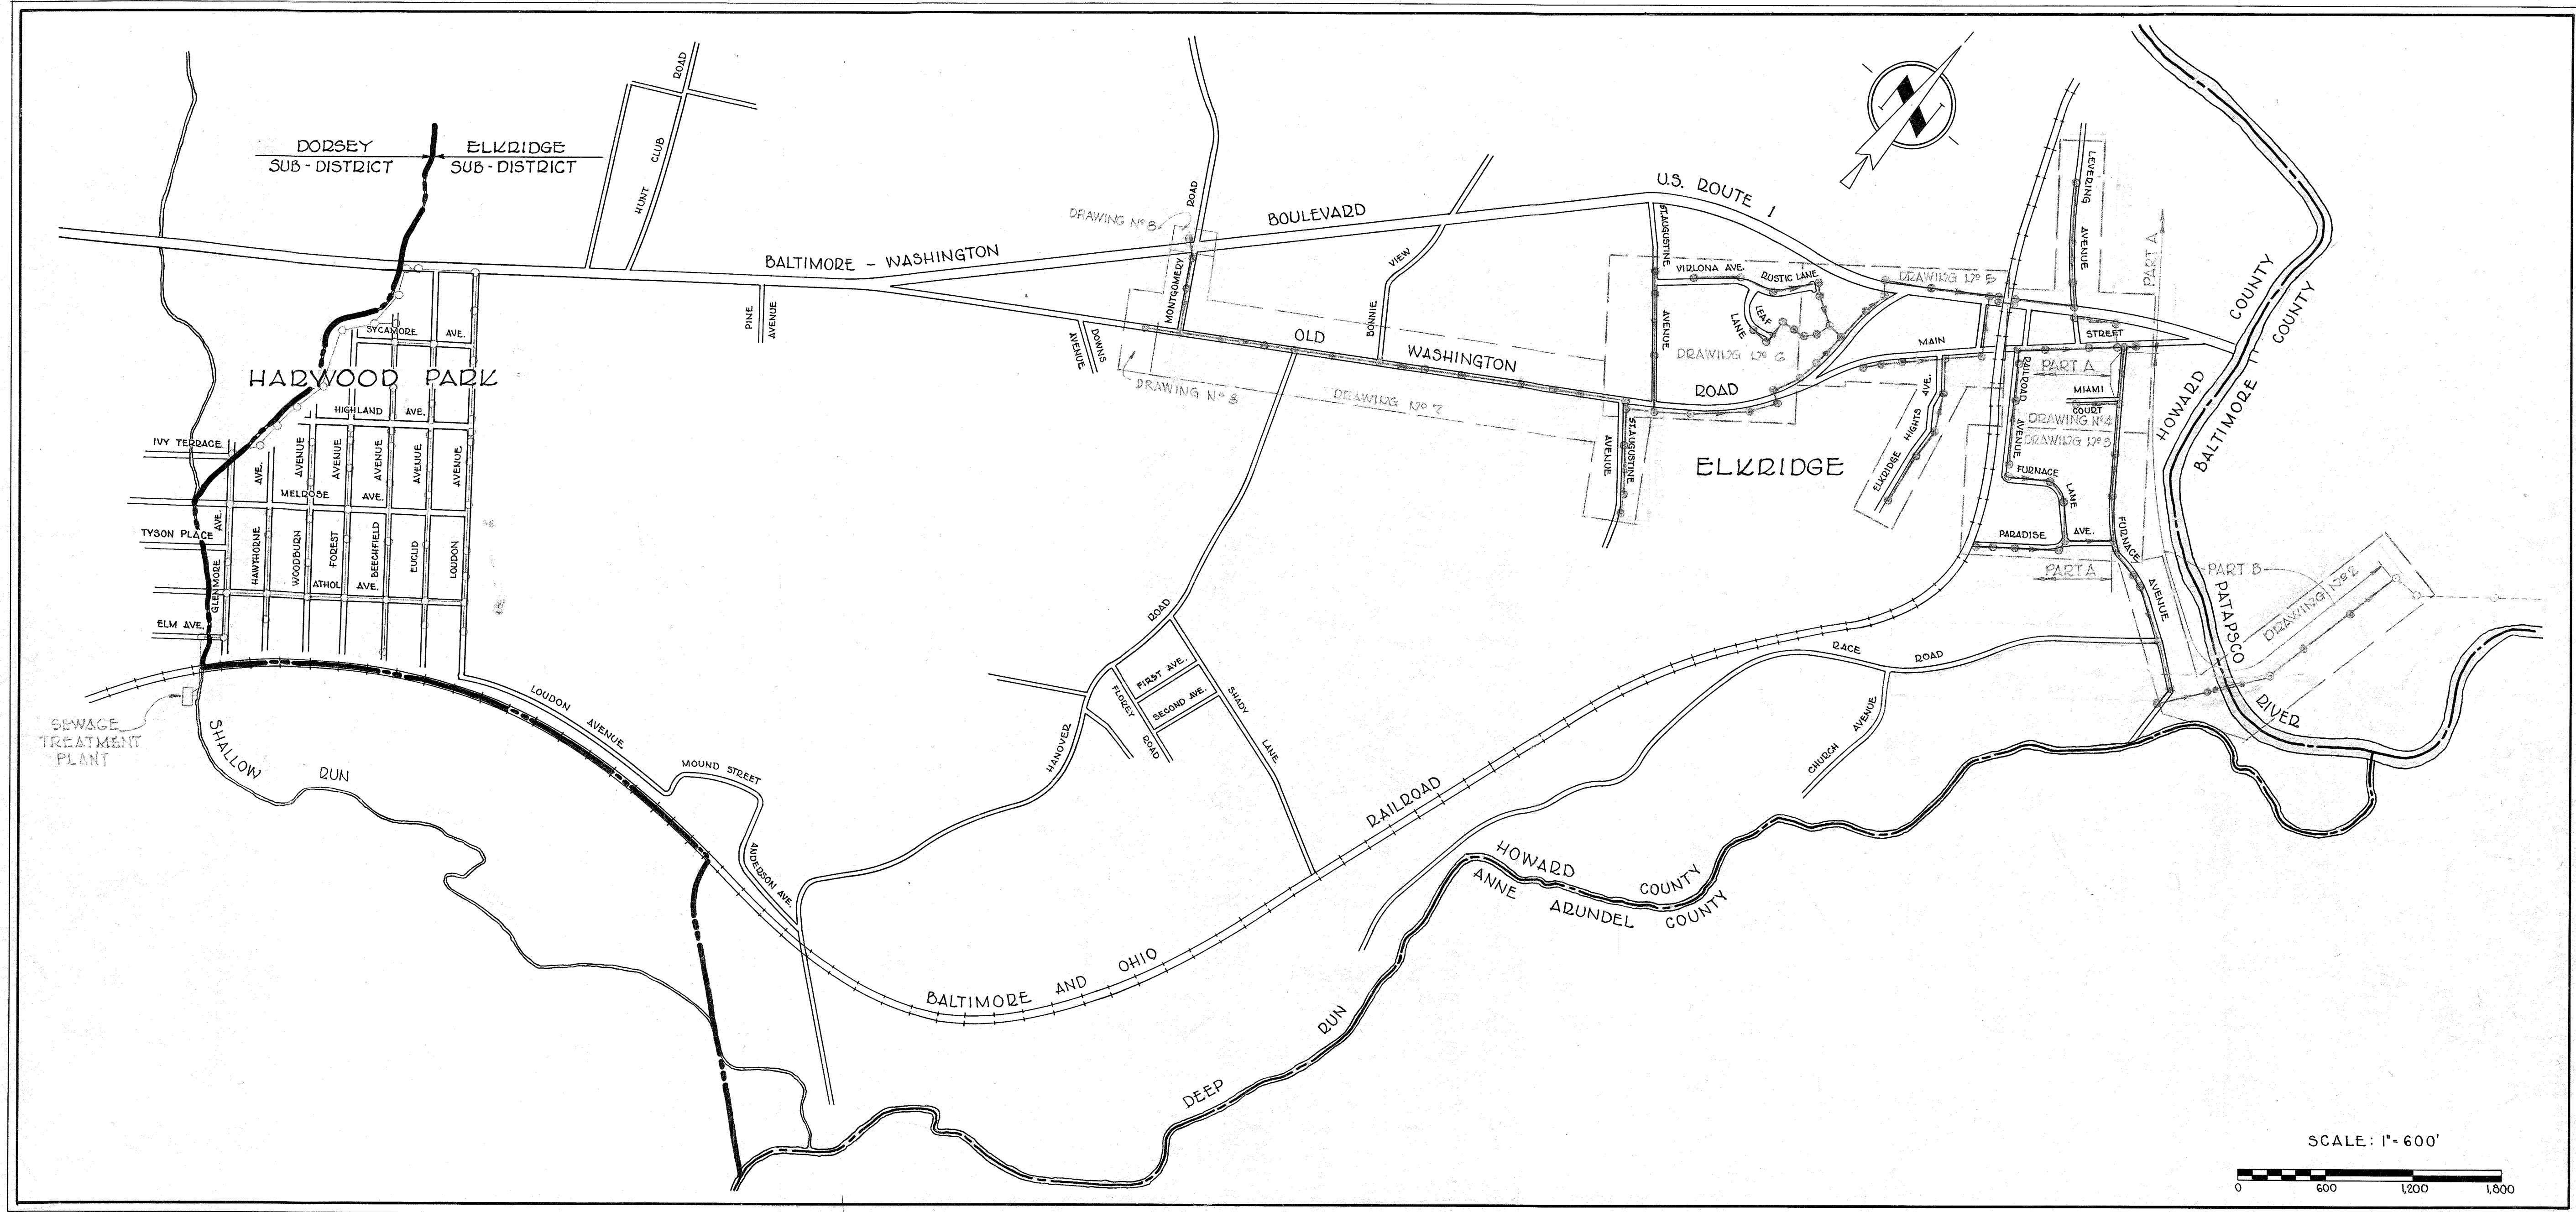 DORSEY
SUB - DISTRICT
ELKRIDGE
SUB - DISTRICT
HUNT CLUB ROAD
BALTIMORE - WASHINGTON BOULEVARD
U.S. ROUTE 1
DRAWING Nº 8
MONTGOMERY ROAD
BONNIE VIEW
PINE AVENUE
DOWNS AVENUE
OLD WASHINGTON ROAD
DRAWING Nº 8
DRAWING Nº 7
ST. AUGUSTINE AVENUE
ST. AUGUSTINE AVENUE
VIRLONA AVE.
RUSTIC LANE
LEAF LANE
DRAWING Nº 6
DRAWING Nº 5
MAIN STREET
LEVERING AVENUE
PART A
PART A
ELKRIDGE HIGHTS AVE.
ELKRIDGE
RAILROAD AVENUE
MIAMI COURT
DRAWING Nº 4
DRAWING Nº 3
FURNACE LANE
PARADISE AVE.
PART A
FURNACE AVENUE
PART B
DRAWING Nº 2
HOWARD COUNTY
BALTIMORE COUNTY
PATAPSCO RIVER
HARWOOD PARK
SYCAMORE AVE.
HIGHLAND AVE.
IVY TERRACE
MELROSE AVE.
TYSON PLACE
ATHOL AVE.
ELM AVE.
GLENMORE AVE.
HAWTHORNE AVE.
WOODBURN AVENUE
FOREST AVENUE
BEECHFIELD AVENUE
EUCLID AVENUE
LOUDON AVENUE
SEWAGE
TREATMENT
PLANT
SHALLOW RUN
LOUDON AVENUE
MOUND STREET
ANDERSON AVE.
HANOVER ROAD
FLOREY ROAD
FIRST AVE.
SECOND AVE.
SHADY LANE
BALTIMORE AND OHIO RAILROAD
RACE ROAD
CHURCH AVENUE
HOWARD COUNTY
ANNE ARUNDEL COUNTY
DEEP RUN
SCALE: 1"= 600'
0 600 1,200 1,800